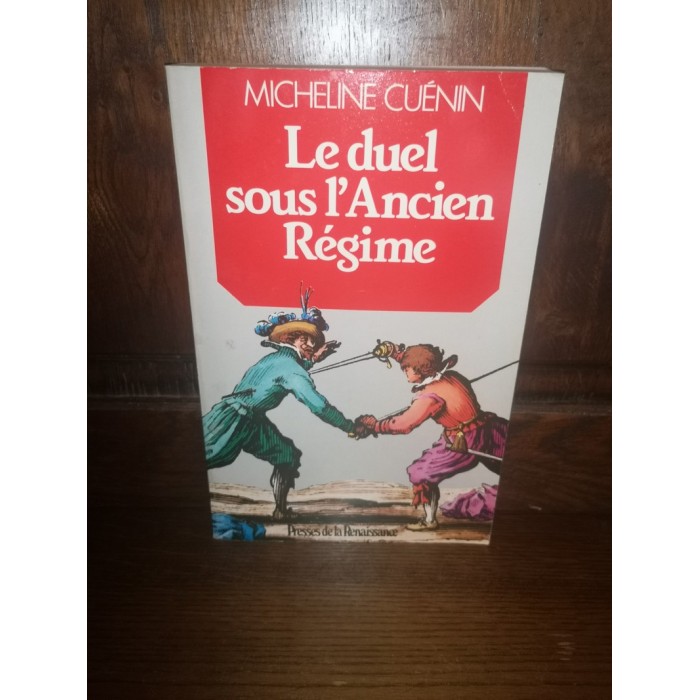 MICHELINE CUÉNIN
Le duel
sous l'Ancien
Régime
Presses de la Renaissance